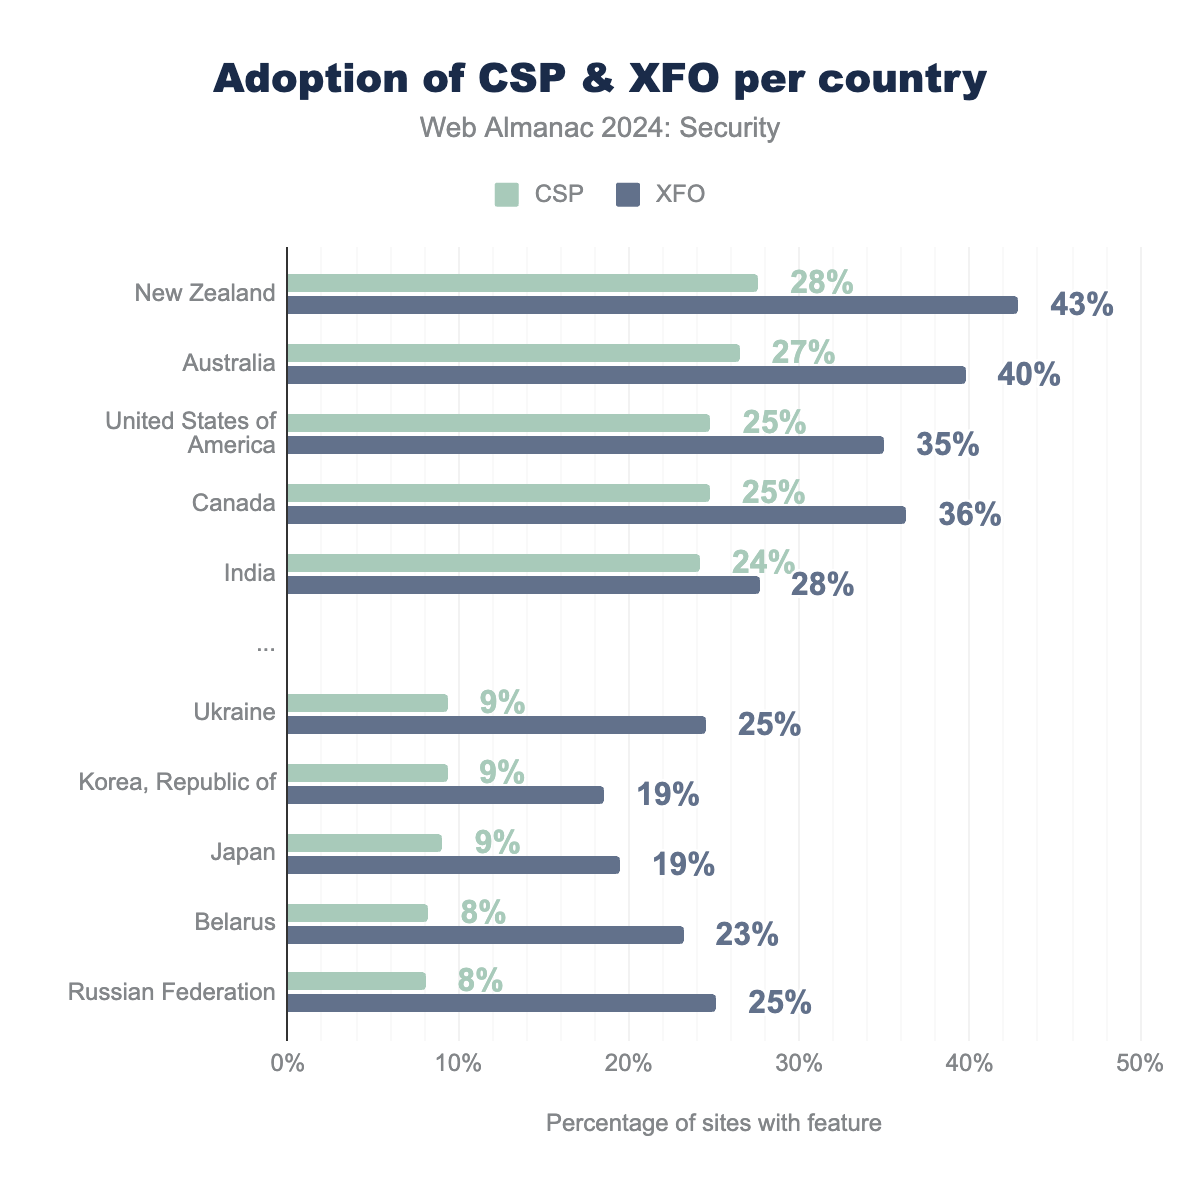 Adoption of CSP & XFO per country
Web Almanac 2024: Security
CSP XFO
New Zealand 28% 43%
Australia 27% 40%
United States of
America 25% 35%
Canada 25% 36%
India 24% 28%
...
Ukraine 9% 25%
Korea, Republic of 9% 19%
Japan 9% 19%
Belarus 8% 23%
Russian Federation 8% 25%
0% 10% 20% 30% 40% 50%
Percentage of sites with feature